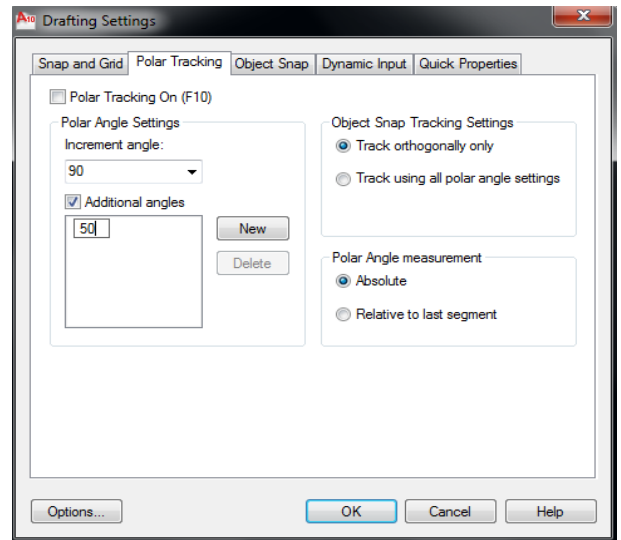 A10 Drafting Settings
Snap and Grid Polar Tracking Object Snap Dynamic Input Quick Properties
Polar Tracking On (F10)
Polar Angle Settings
Increment angle:
90
Additional angles
50
New
Delete
Object Snap Tracking Settings
Track orthogonally only
Track using all polar angle settings
Polar Angle measurement
Absolute
Relative to last segment
Options... OK Cancel Help